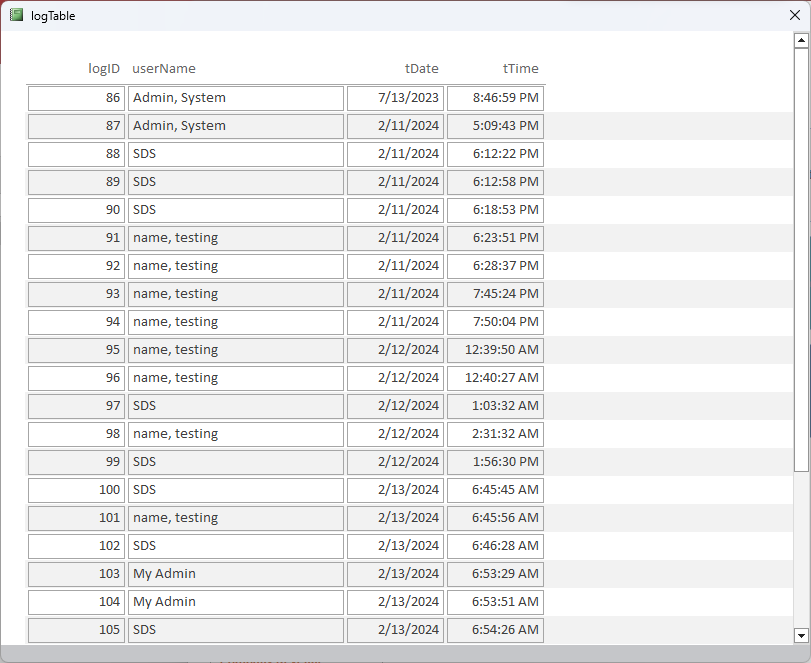 logTable
logID userName tDate tTime
86 Admin, System 7/13/2023 8:46:59 PM
87 Admin, System 2/11/2024 5:09:43 PM
88 SDS 2/11/2024 6:12:22 PM
89 SDS 2/11/2024 6:12:58 PM
90 SDS 2/11/2024 6:18:53 PM
91 name, testing 2/11/2024 6:23:51 PM
92 name, testing 2/11/2024 6:28:37 PM
93 name, testing 2/11/2024 7:45:24 PM
94 name, testing 2/11/2024 7:50:04 PM
95 name, testing 2/12/2024 12:39:50 AM
96 name, testing 2/12/2024 12:40:27 AM
97 SDS 2/12/2024 1:03:32 AM
98 name, testing 2/12/2024 2:31:32 AM
99 SDS 2/12/2024 1:56:30 PM
100 SDS 2/13/2024 6:45:45 AM
101 name, testing 2/13/2024 6:45:56 AM
102 SDS 2/13/2024 6:46:28 AM
103 My Admin 2/13/2024 6:53:29 AM
104 My Admin 2/13/2024 6:53:51 AM
105 SDS 2/13/2024 6:54:26 AM